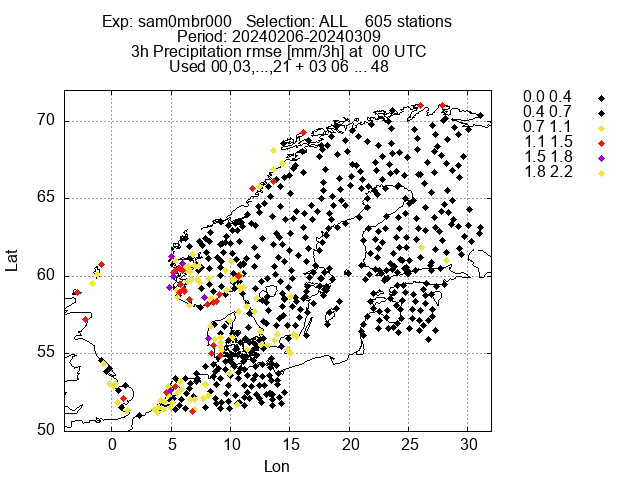 Exp: sam0mbr000 Selection: ALL 605 stations
Period: 20240206-20240309
3h Precipitation rmse [mm/3h] at 00 UTC
Used 00,03,...,21 + 03 06 ... 48
0.0 0.4
0.4 0.7
0.7 1.1
1.1 1.5
1.5 1.8
1.8 2.2
70
65
60
55
50
Lat
0 5 10 15 20 25 30
Lon